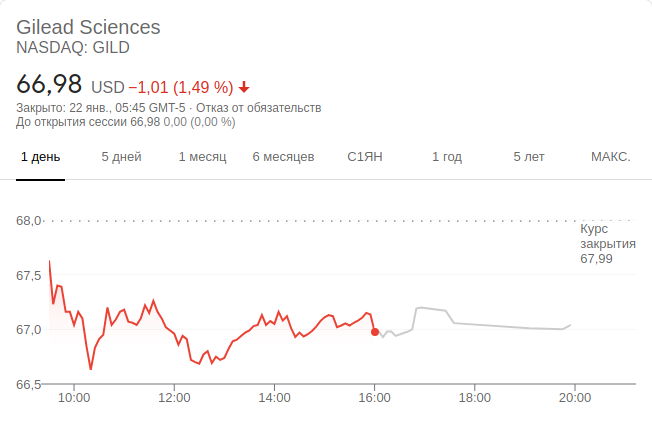 Gilead Sciences
NASDAQ: GILD
66,98 USD −1,01 (1,49 %)
Закрыто: 22 янв., 05:45 GMT-5 · Отказ от обязательств
До открытия сессии 66,98 0,00 (0,00 %)
1 день 5 дней 1 месяц 6 месяцев С1ЯН 1 год 5 лет МАКС.
68,0
Курс
закрытия
67,99
67,5
67,0
66,5
10:00 12:00 14:00 16:00 18:00 20:00